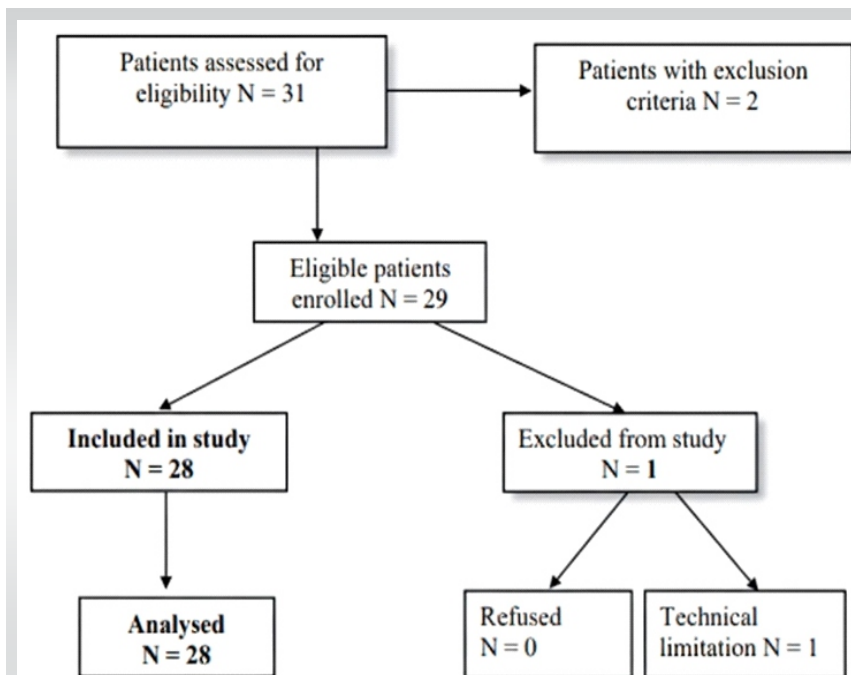 Patients assessed for
eligibility N = 31
Patients with exclusion
criteria N = 2
Eligible patients
enrolled N = 29
Included in study
N = 28
Excluded from study
N = 1
Analysed
N = 28
Refused
N = 0
Technical
limitation N = 1